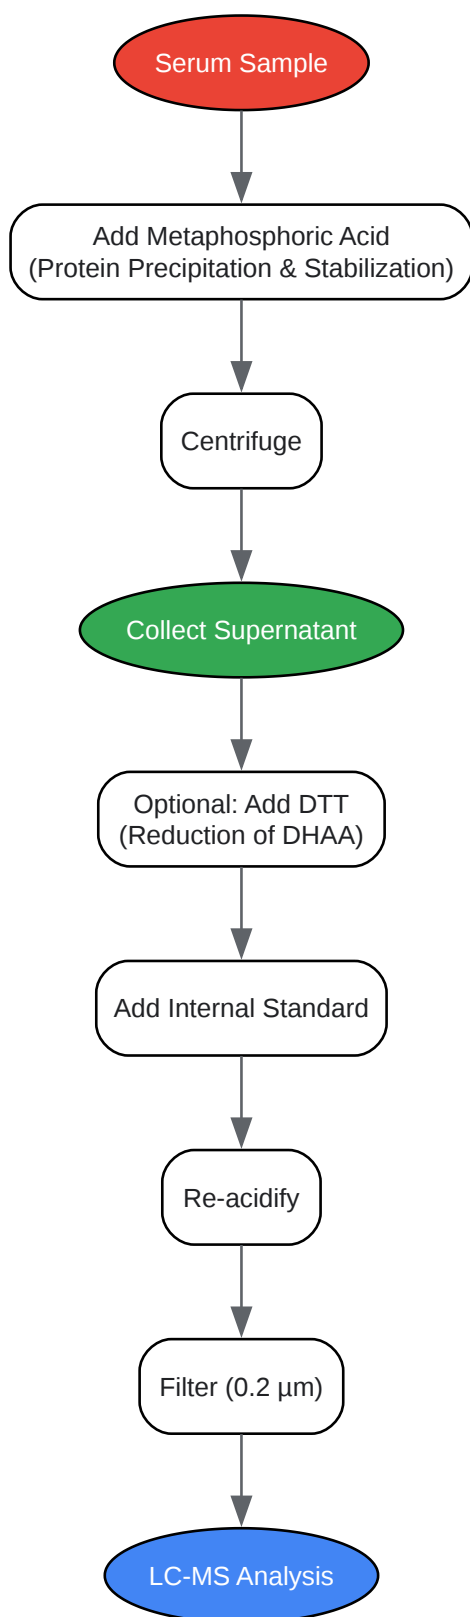 Serum Sample
Add Metaphosphoric Acid
(Protein Precipitation & Stabilization)
Centrifuge
Collect Supernatant
Optional: Add DTT
(Reduction of DHAA)
Add Internal Standard
Re-acidify
Filter (0.2 µm)
LC-MS Analysis